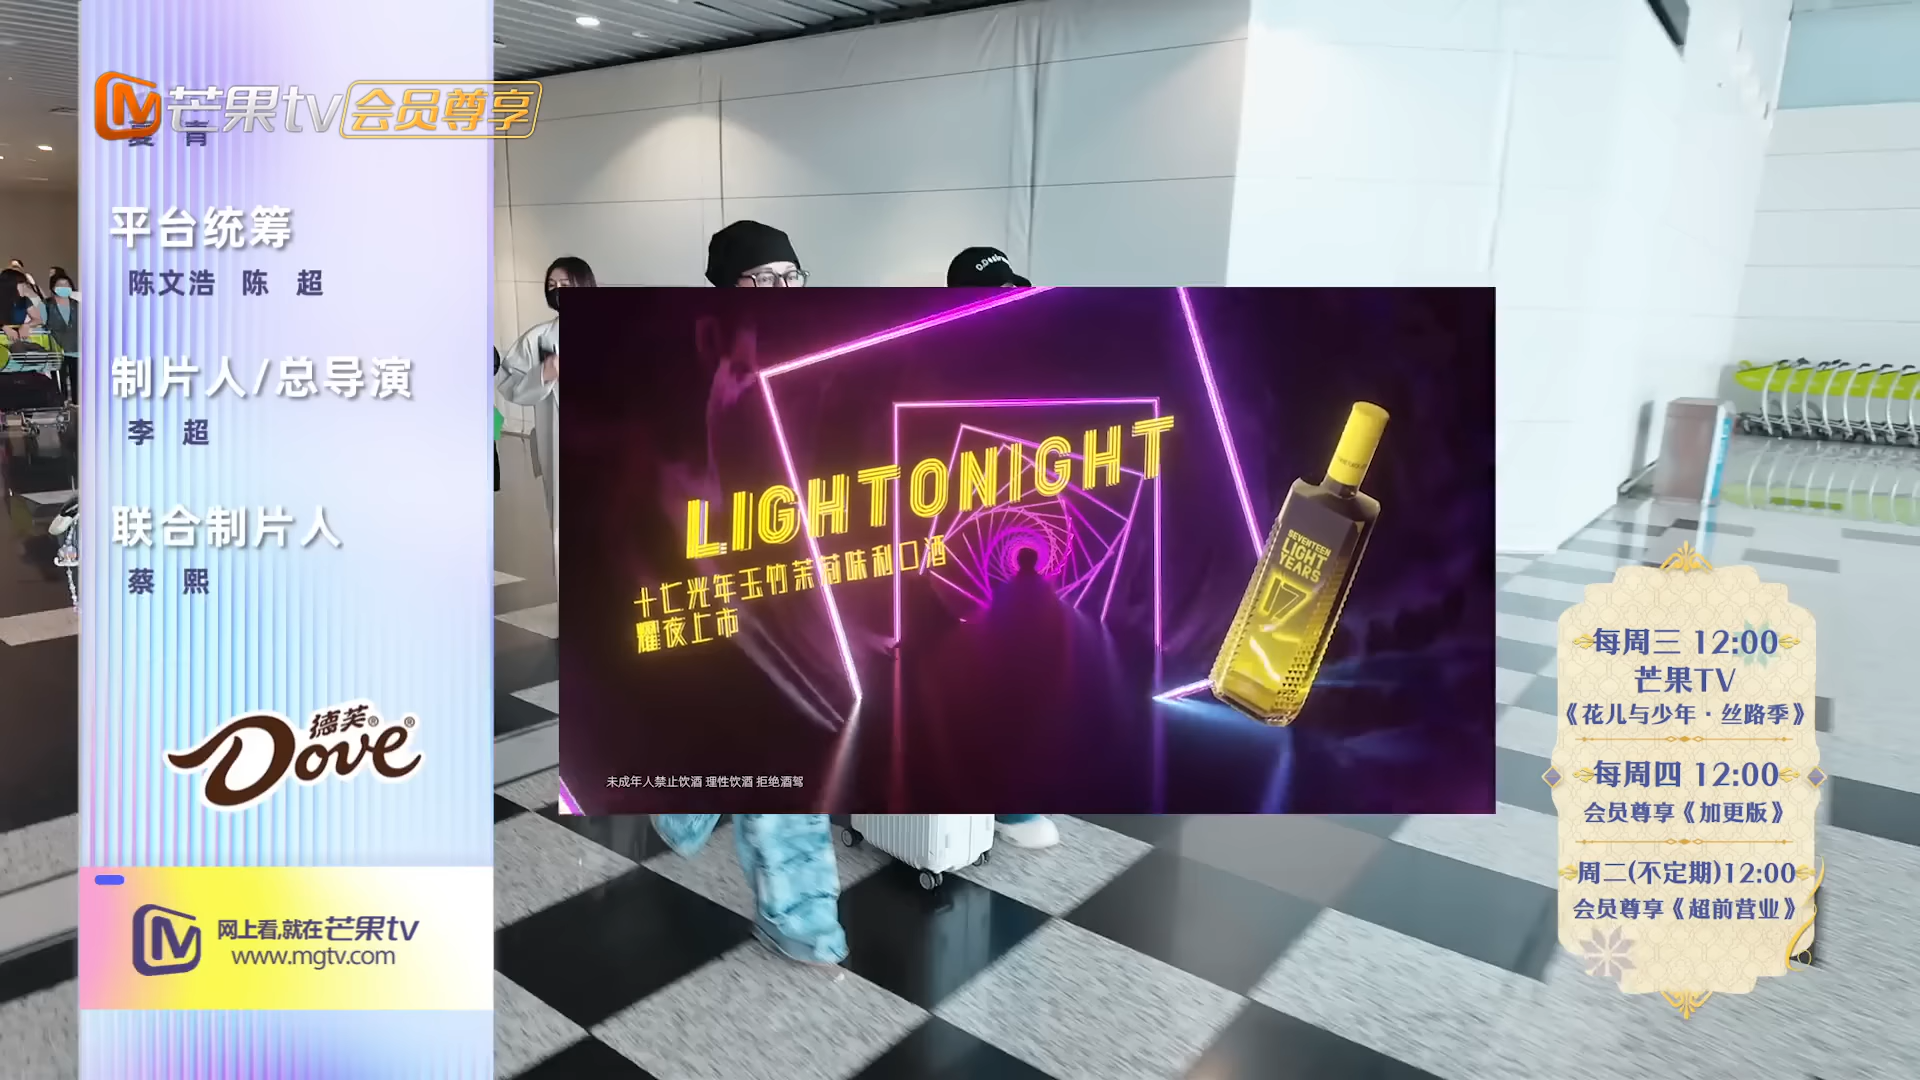 芒果tv会员尊享
夏 青
平台统筹
陈文浩 陈 超
制片人/总导演
李 超
联合制片人
蔡 熙
德芙®
Dove®
网上看,就在芒果tv
www.mgtv.com
D.Desir
LIGHTONIGHT
十七光年玉竹茉莉味利口酒
耀夜上市
SEVENTEEN
LIGHT
YEARS
17
未成年人禁止饮酒 理性饮酒 拒绝酒驾
每周三 12:00
芒果TV
《花儿与少年·丝路季》
每周四 12:00
会员尊享《加更版》
周二(不定期)12:00
会员尊享《超前营业》